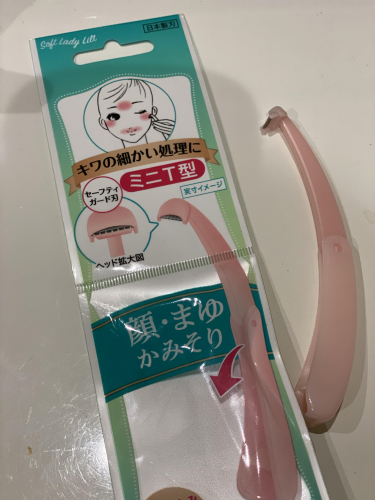 Soft Lady Lilt
日本製刃
キワの細かい処理に
ミニT型
セーフティ
ガード刃
実寸イメージ
ヘッド拡大図
顔・まゆ
かみそり